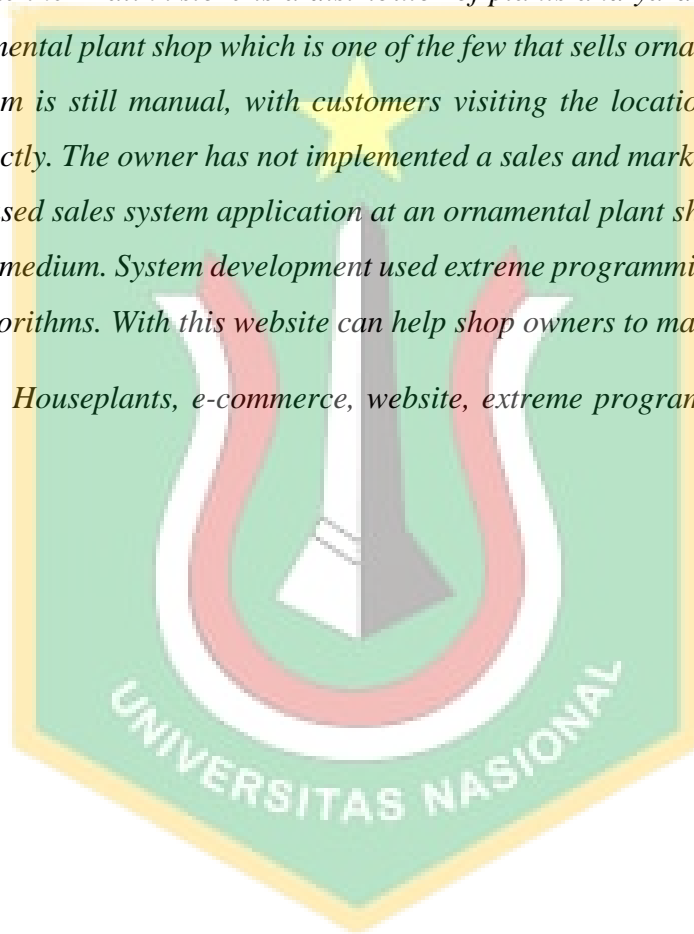 mental plant shop which is one of the few that sells orna
m is still manual, with customers visiting the locatio
ctly. The owner has not implemented a sales and mark
sed sales system application at an ornamental plant sh
medium. System development used extreme programmi
orithms. With this website can help shop owners to ma
Houseplants, e-commerce, website, extreme program
UNIVERSITAS NASIONAL